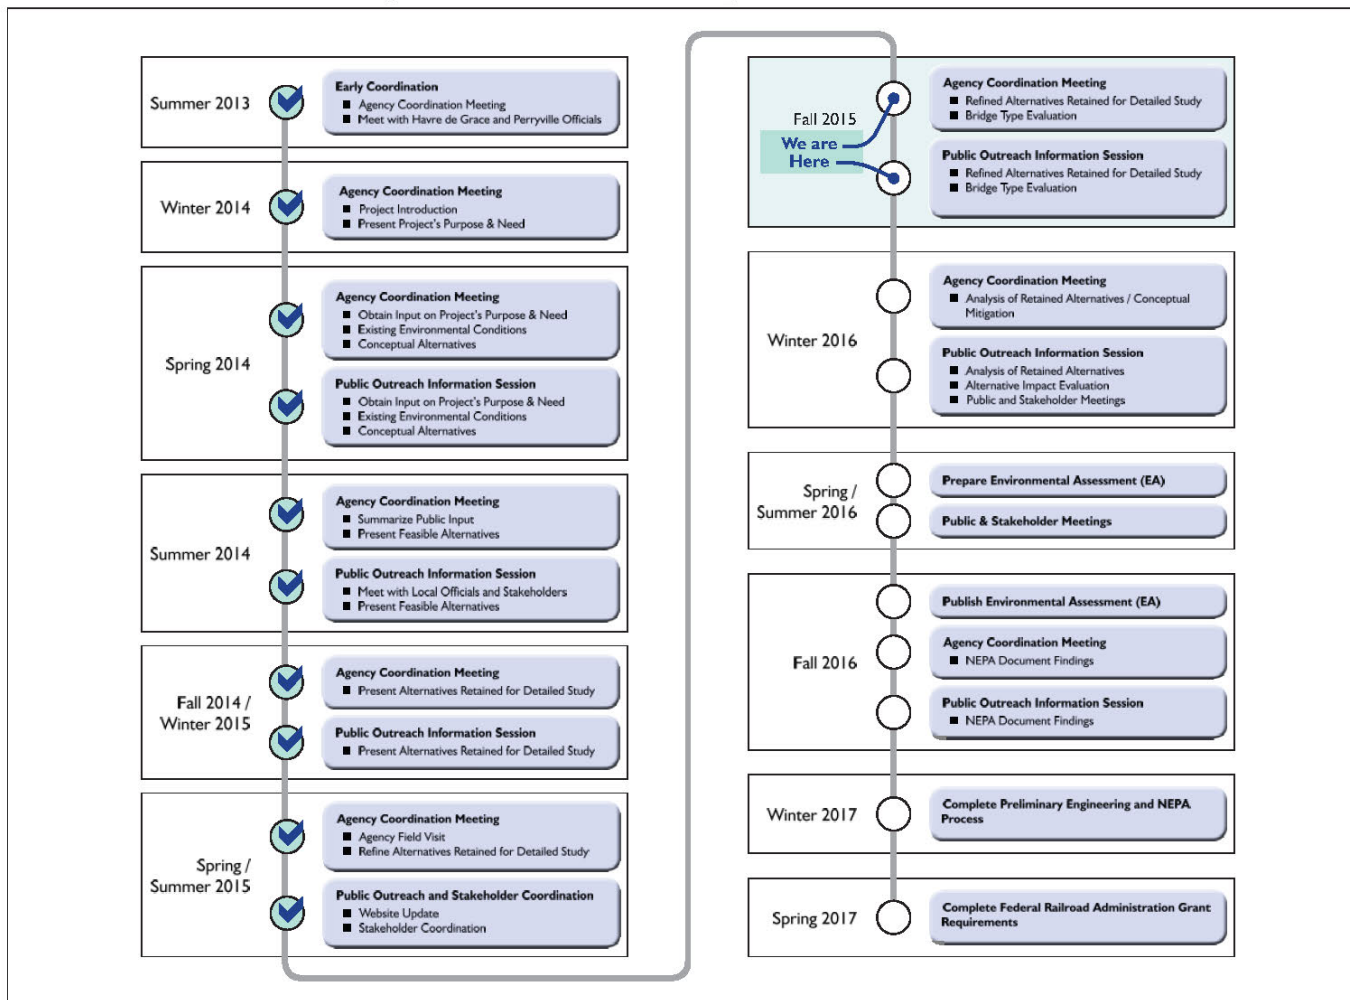 Summer 2013
Early Coordination
■ Agency Coordination Meeting
■ Meet with Havre de Grace and Perryville Officials
Winter 2014
Agency Coordination Meeting
■ Project Introduction
■ Present Project's Purpose & Need
Spring 2014
Agency Coordination Meeting
■ Obtain Input on Project's Purpose & Need
■ Existing Environmental Conditions
■ Conceptual Alternatives
Public Outreach Information Session
■ Obtain Input on Project's Purpose & Need
■ Existing Environmental Conditions
■ Conceptual Alternatives
Summer 2014
Agency Coordination Meeting
■ Summarize Public Input
■ Present Feasible Alternatives
Public Outreach Information Session
■ Meet with Local Officials and Stakeholders
■ Present Feasible Alternatives
Fall 2014 /
Winter 2015
Agency Coordination Meeting
■ Present Alternatives Retained for Detailed Study
Public Outreach Information Session
■ Present Alternatives Retained for Detailed Study
Spring /
Summer 2015
Agency Coordination Meeting
■ Agency Field Visit
■ Refine Alternatives Retained for Detailed Study
Public Outreach and Stakeholder Coordination
■ Website Update
■ Stakeholder Coordination
Fall 2015
We are
Here
Agency Coordination Meeting
■ Refined Alternatives Retained for Detailed Study
■ Bridge Type Evaluation
Public Outreach Information Session
■ Refined Alternatives Retained for Detailed Study
■ Bridge Type Evaluation
Winter 2016
Agency Coordination Meeting
■ Analysis of Retained Alternatives / Conceptual
Mitigation
Public Outreach Information Session
■ Analysis of Retained Alternatives
■ Alternative Impact Evaluation
■ Public and Stakeholder Meetings
Spring /
Summer 2016
Prepare Environmental Assessment (EA)
Public & Stakeholder Meetings
Fall 2016
Publish Environmental Assessment (EA)
Agency Coordination Meeting
■ NEPA Document Findings
Public Outreach Information Session
■ NEPA Document Findings
Winter 2017
Complete Preliminary Engineering and NEPA
Process
Spring 2017
Complete Federal Railroad Administration Grant
Requirements